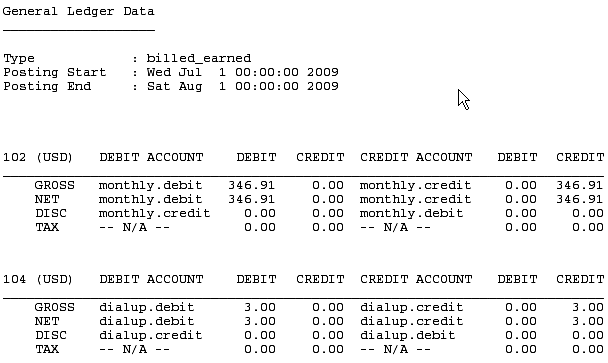 General Ledger Data
Type : billed_earned
Posting Start : Wed Jul 1 00:00:00 2009
Posting End : Sat Aug 1 00:00:00 2009
102 (USD) DEBIT ACCOUNT DEBIT CREDIT CREDIT ACCOUNT DEBIT CREDIT
GROSS monthly.debit 346.91 0.00 monthly.credit 0.00 346.91
NET monthly.debit 346.91 0.00 monthly.credit 0.00 346.91
DISC monthly.credit 0.00 0.00 monthly.debit 0.00 0.00
TAX -- N/A -- 0.00 0.00 -- N/A -- 0.00 0.00
104 (USD) DEBIT ACCOUNT DEBIT CREDIT CREDIT ACCOUNT DEBIT CREDIT
GROSS dialup.debit 3.00 0.00 dialup.credit 0.00 3.00
NET dialup.debit 3.00 0.00 dialup.credit 0.00 3.00
DISC dialup.credit 0.00 0.00 dialup.debit 0.00 0.00
TAX -- N/A -- 0.00 0.00 -- N/A -- 0.00 0.00